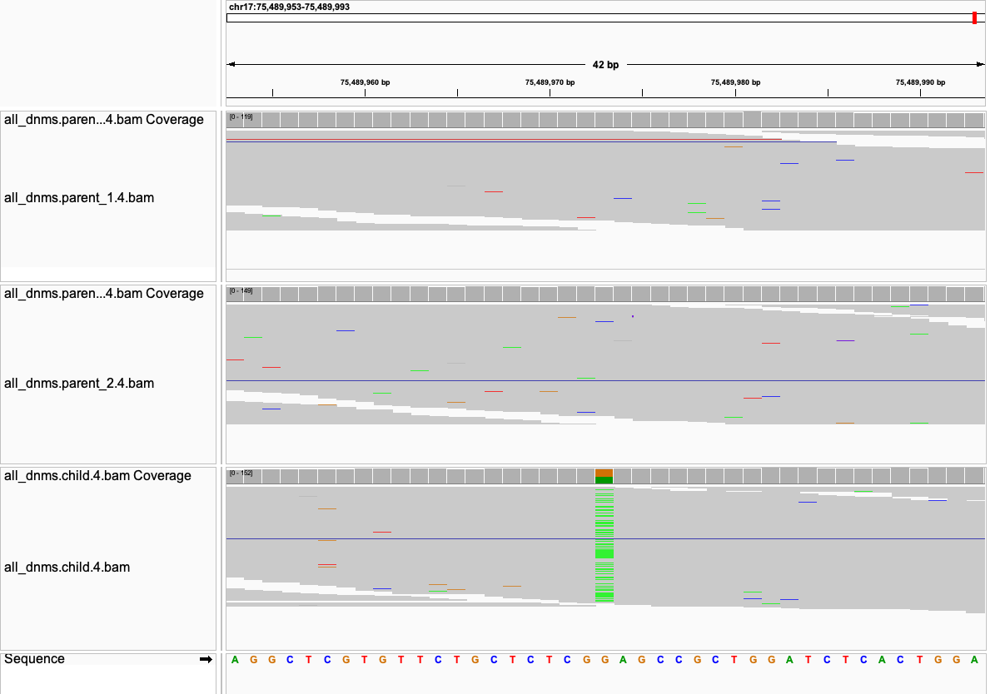 chr17:75,489,953-75,489,993
42 bp
75,489,960 bp 75,489,970 bp 75,489,980 bp 75,489,990 bp
all_dnms.paren...4.bam Coverage
[0 - 119]
all_dnms.parent_1.4.bam
all_dnms.paren...4.bam Coverage
[0 - 149]
all_dnms.parent_2.4.bam
all_dnms.child.4.bam Coverage
[0 - 152]
all_dnms.child.4.bam
Sequence A G G C T C G T G T T C T G C T C T C G G A G C C G C T G G A T C T C A C T G G A